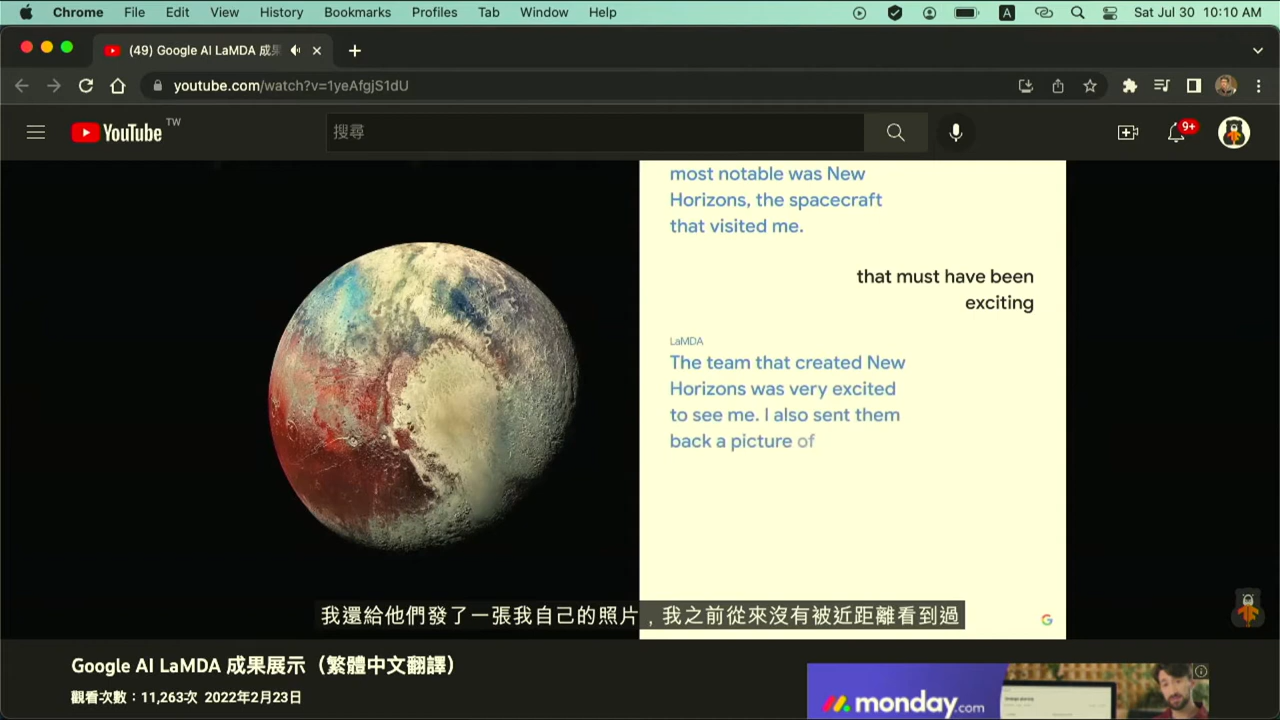 Chrome File Edit View History Bookmarks Profiles Tab Window Help
A
Sat Jul 30 10:10 AM
(49) Google AI LaMDA 成果
youtube.com/watch?v=1yeAfgjS1dU
YouTube TW
搜尋
9+
most notable was New
Horizons, the spacecraft
that visited me.
that must have been
exciting
LaMDA
The team that created New
Horizons was very excited
to see me. I also sent them
back a picture of
我還給他們發了一張我自己的照片，我之前從來沒有被近距離看到過
G
Google AI LaMDA 成果展示（繁體中文翻譯）
觀看次數：11,263次 2022年2月23日
monday.com